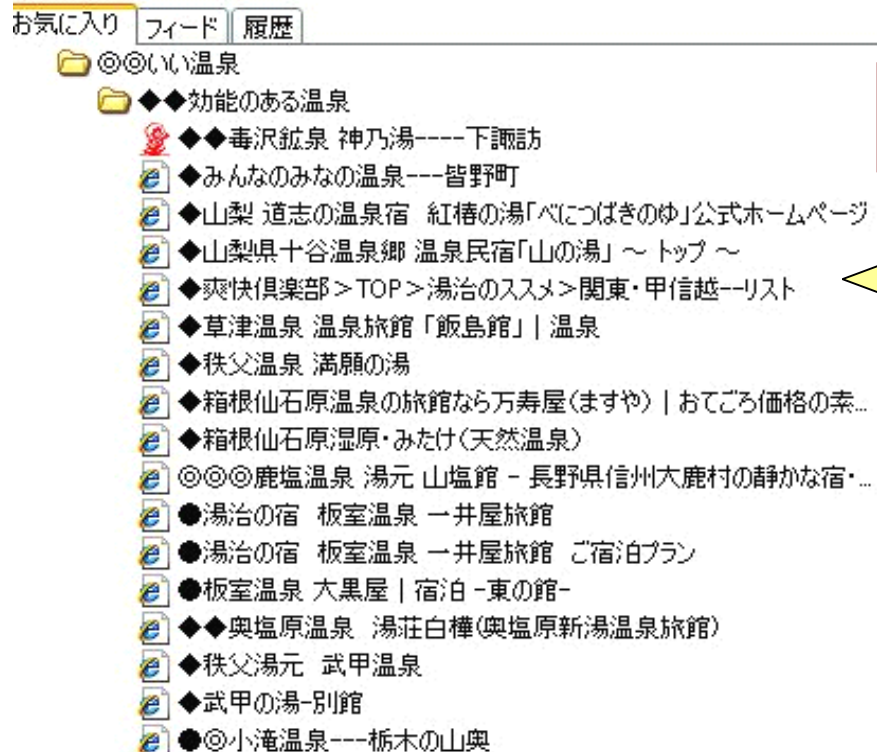 お気に入り フィード 履歴
◎◎いい温泉
◆◆効能のある温泉
◆◆毒沢鉱泉 神乃湯----下諏訪
◆みんなのみなの温泉---皆野町
◆山梨 道志の温泉宿 紅椿の湯「べにつばきのゆ」公式ホームページ
◆山梨県十谷温泉郷 温泉民宿「山の湯」 ～ トップ ～
◆爽快倶楽部＞TOP＞湯治のススメ＞関東・甲信越--リスト
◆草津温泉 温泉旅館 「飯島館」 | 温泉
◆秩父温泉 満願の湯
◆箱根仙石原温泉の旅館なら万寿屋(ますや) | おてごろ価格の素...
◆箱根仙石原湿原・みたけ(天然温泉)
◎◎◎鹿塩温泉 湯元 山塩館 - 長野県信州大鹿村の静かな宿・...
●湯治の宿 板室温泉 一井屋旅館
●湯治の宿 板室温泉 一井屋旅館 ご宿泊プラン
●板室温泉 大黒屋 | 宿泊 -東の館-
◆◆奥塩原温泉 湯荘白樺(奥塩原新湯温泉旅館)
◆秩父湯元 武甲温泉
◆武甲の湯-別館
●◎小滝温泉---栃木の山奥